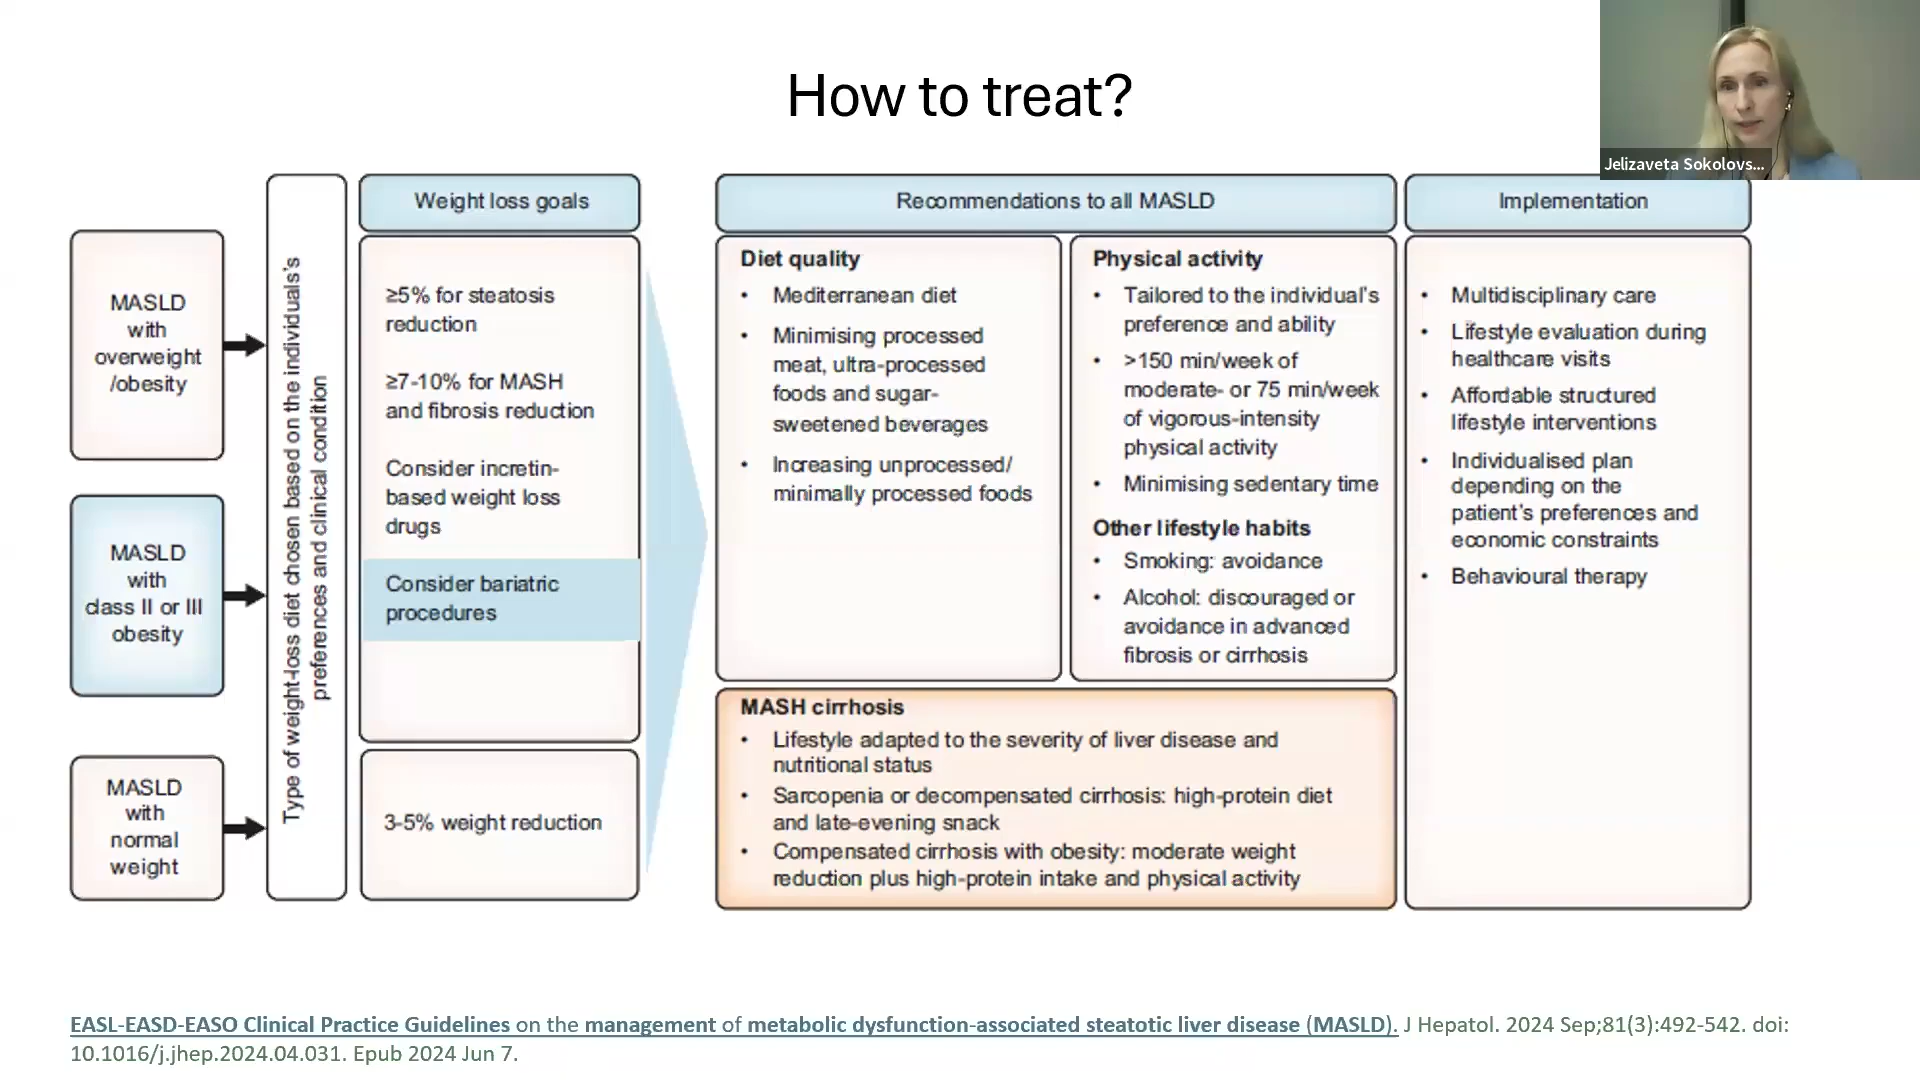 How to treat?
Jelizaveta Sokolovs...
MASLD
with
overweight
/obesity
MASLD
with
class II or III
obesity
MASLD
with
normal
weight
Type of weight-loss diet chosen based on the individuals's
preferences and clinical condition
Weight loss goals
≥5% for steatosis
reduction
≥7-10% for MASH
and fibrosis reduction
Consider incretin-
based weight loss
drugs
Consider bariatric
procedures
3-5% weight reduction
Recommendations to all MASLD
Diet quality
• Mediterranean diet
• Minimising processed
meat, ultra-processed
foods and sugar-
sweetened beverages
• Increasing unprocessed/
minimally processed foods
Physical activity
• Tailored to the individual's
preference and ability
• >150 min/week of
moderate- or 75 min/week
of vigorous-intensity
physical activity
• Minimising sedentary time
Other lifestyle habits
• Smoking: avoidance
• Alcohol: discouraged or
avoidance in advanced
fibrosis or cirrhosis
MASH cirrhosis
• Lifestyle adapted to the severity of liver disease and
nutritional status
• Sarcopenia or decompensated cirrhosis: high-protein diet
and late-evening snack
• Compensated cirrhosis with obesity: moderate weight
reduction plus high-protein intake and physical activity
Implementation
• Multidisciplinary care
• Lifestyle evaluation during
healthcare visits
• Affordable structured
lifestyle interventions
• Individualised plan
depending on the
patient's preferences and
economic constraints
• Behavioural therapy
EASL-EASD-EASO Clinical Practice Guidelines on the management of metabolic dysfunction-associated steatotic liver disease (MASLD). J Hepatol. 2024 Sep;81(3):492-542. doi:
10.1016/j.jhep.2024.04.031. Epub 2024 Jun 7.